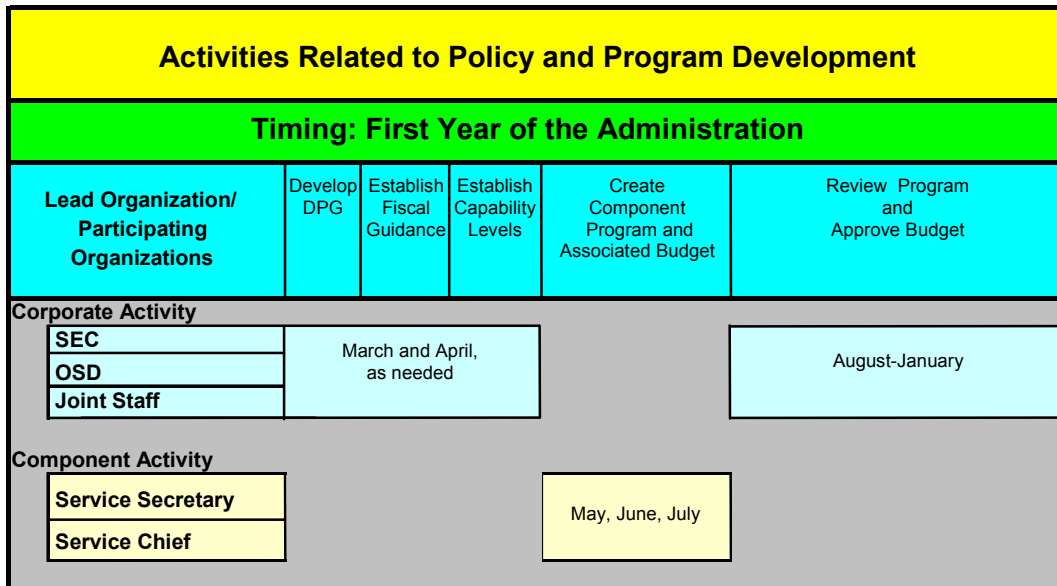 Activities Related to Policy and Program Development
Timing: First Year of the Administration
Lead Organization/
Participating
Organizations
Develop
DPG
Establish
Fiscal
Guidance
Establish
Capability
Levels
Create
Component
Program and
Associated Budget
Review Program
and
Approve Budget
Corporate Activity
SEC
OSD
Joint Staff
March and April,
as needed
August-January
Component Activity
Service Secretary
Service Chief
May, June, July